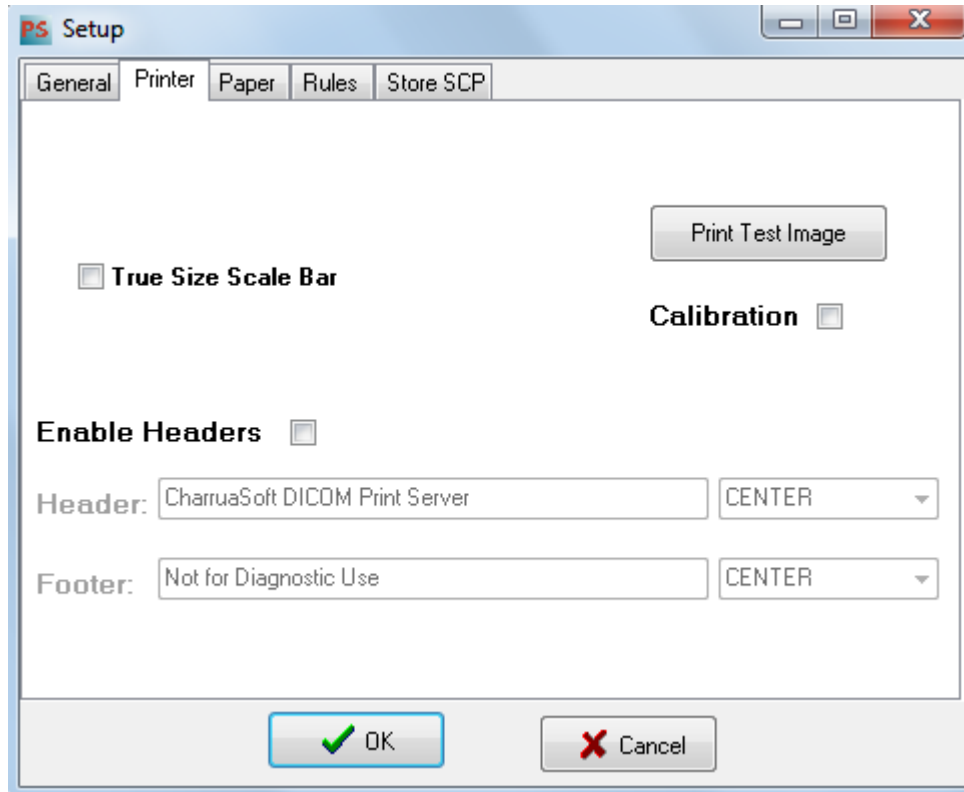 PS Setup
General Printer Paper Rules Store SCP
Print Test Image
True Size Scale Bar
Calibration
Enable Headers
Header: CharruaSoft DICOM Print Server CENTER
Footer: Not for Diagnostic Use CENTER
OK Cancel